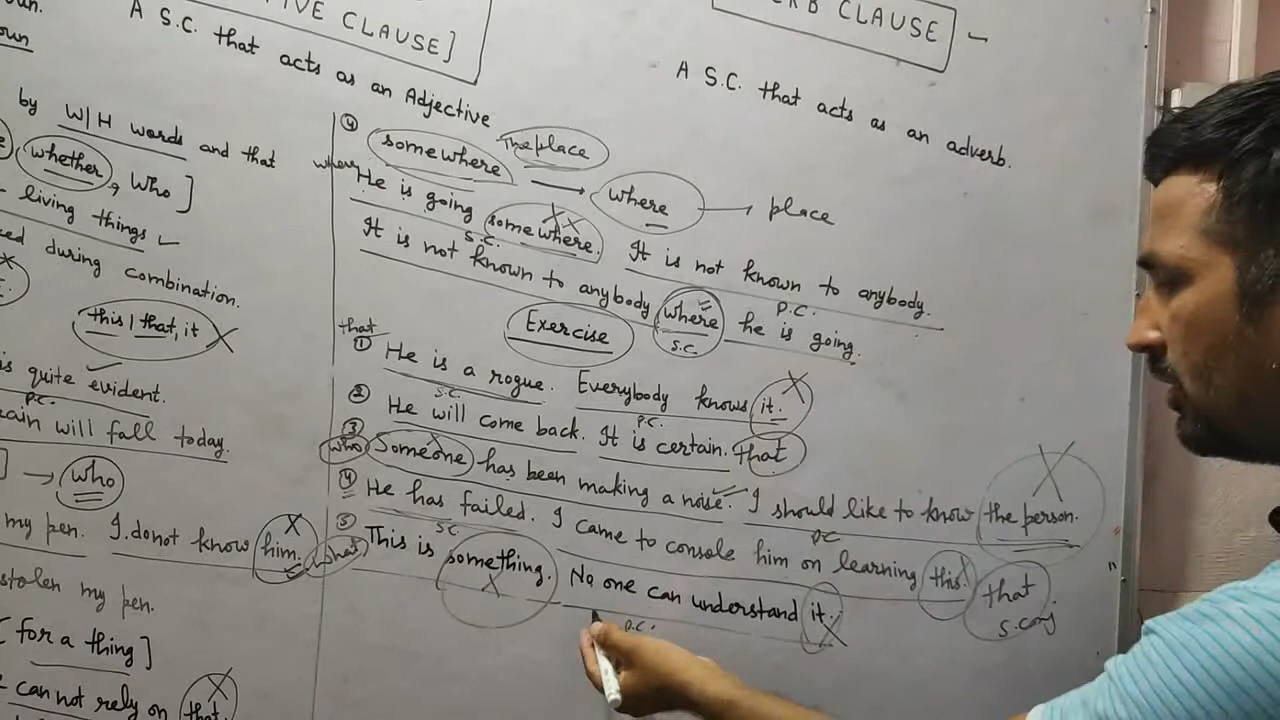 oun.
TIVE CLAUSE]
RB CLAUSE -
A S.C. that acts as an Adjective
A S.C. that acts as an adverb.
by W/H words and that
whether, Who]
living things
during combination.
this/that, it
is quite evident.
P.C.
rain will fall today.
] → who
my pen. I do not know him.
stolen my pen.
[for a thing]
can not rely on that.
④ somewhere the place → where → place
where
He is going somewhere. It is not known to anybody.
S.C. P.C.
It is not known to anybody where he is going.
S.C.
Exercise
that
① He is a rogue. Everybody knows it.
S.C. P.C.
② He will come back. It is certain. that
③ who Someone has been making a noise. I should like to know the person.
P.C.
④ He has failed. I came to console him on learning this. that
S.C. S.conj
⑤ what This is something. No one can understand it.
P.C.